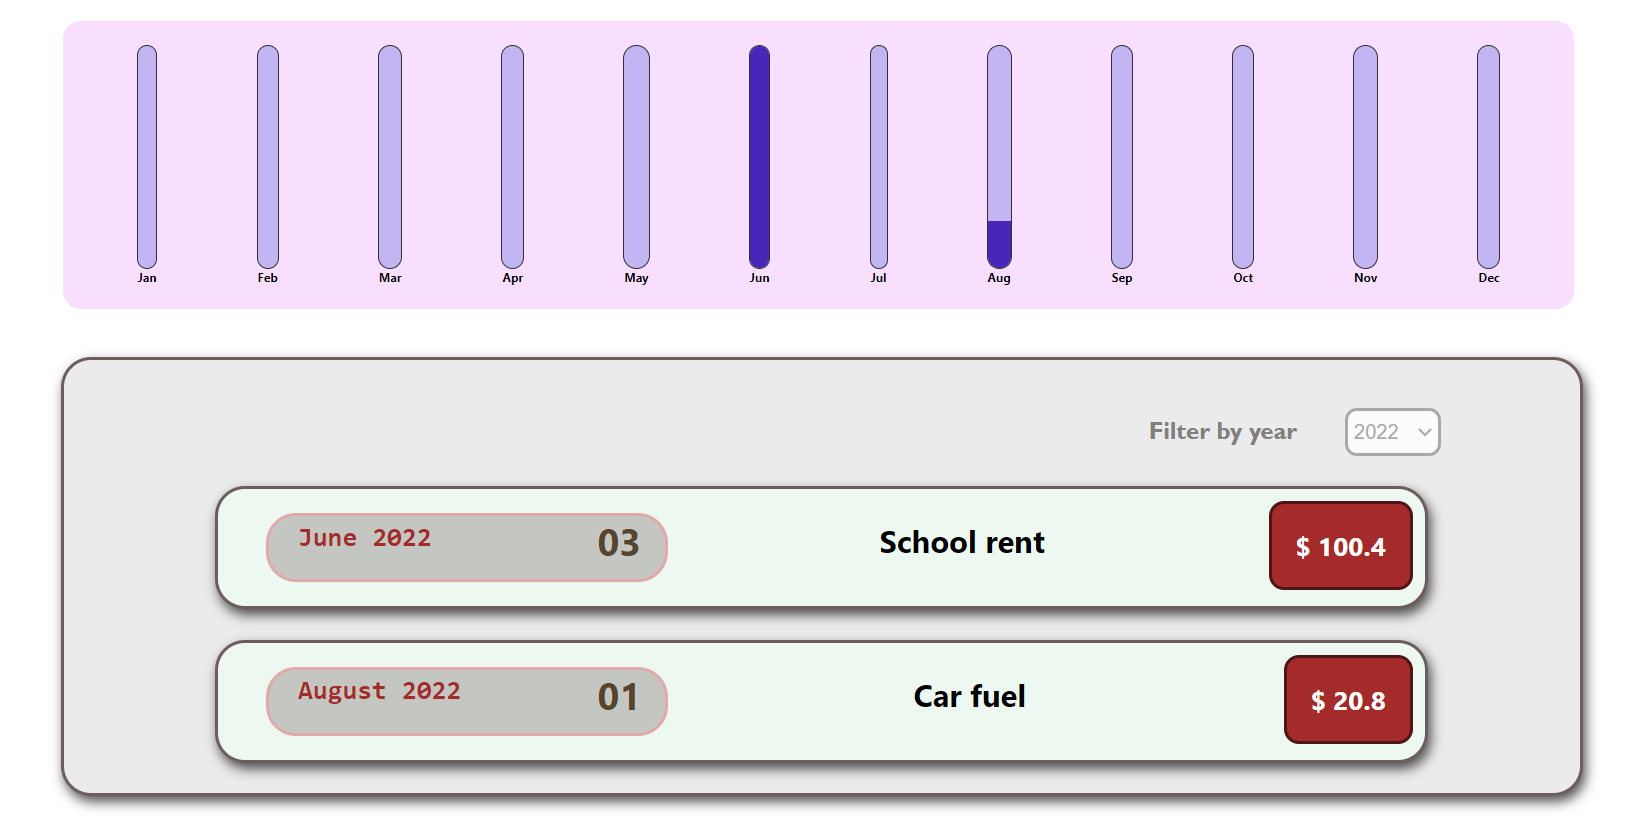 Jan Feb Mar Apr May Jun Jul Aug Sep Oct Nov Dec
Filter by year 2022
June 2022 03 School rent $ 100.4
August 2022 01 Car fuel $ 20.8